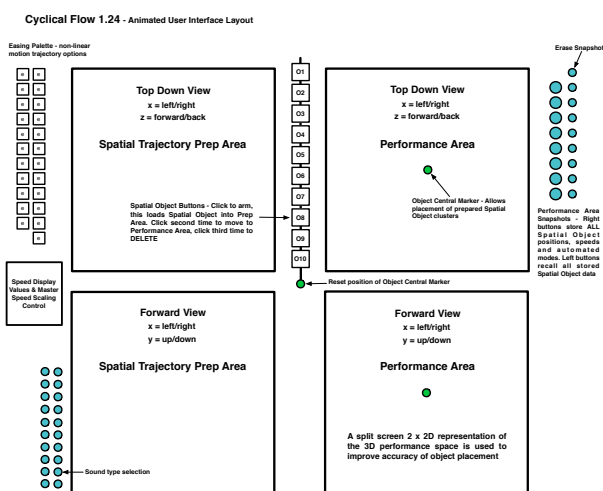 Cyclical Flow 1.24 - Animated User Interface Layout
Easing Palette - non-linear
motion trajectory options
Erase Snapshot
Top Down View
x = left/right
z = forward/back
Spatial Trajectory Prep Area
Spatial Object Buttons - Click to arm,
this loads Spatial Object into Prep
Area. Click second time to move to
Performance Area, click third time to
DELETE
O1
O2
O3
O4
O5
O6
O7
O8
O9
O10
Top Down View
x = left/right
z = forward/back
Performance Area
Object Central Marker - Allows
placement of prepared Spatial
Object clusters
Performance Area
Snapshots - Right
buttons store ALL
Spatial Object
positions, speeds
and automated
modes. Left buttons
recall all stored
Spatial Object data
Speed Display
Values & Master
Speed Scaling
Control
Reset position of Object Central Marker
Forward View
x = left/right
y = up/down
Spatial Trajectory Prep Area
Sound type selection
Forward View
x = left/right
y = up/down
Performance Area
A split screen 2 x 2D representation of
the 3D performance space is used to
improve accuracy of object placement